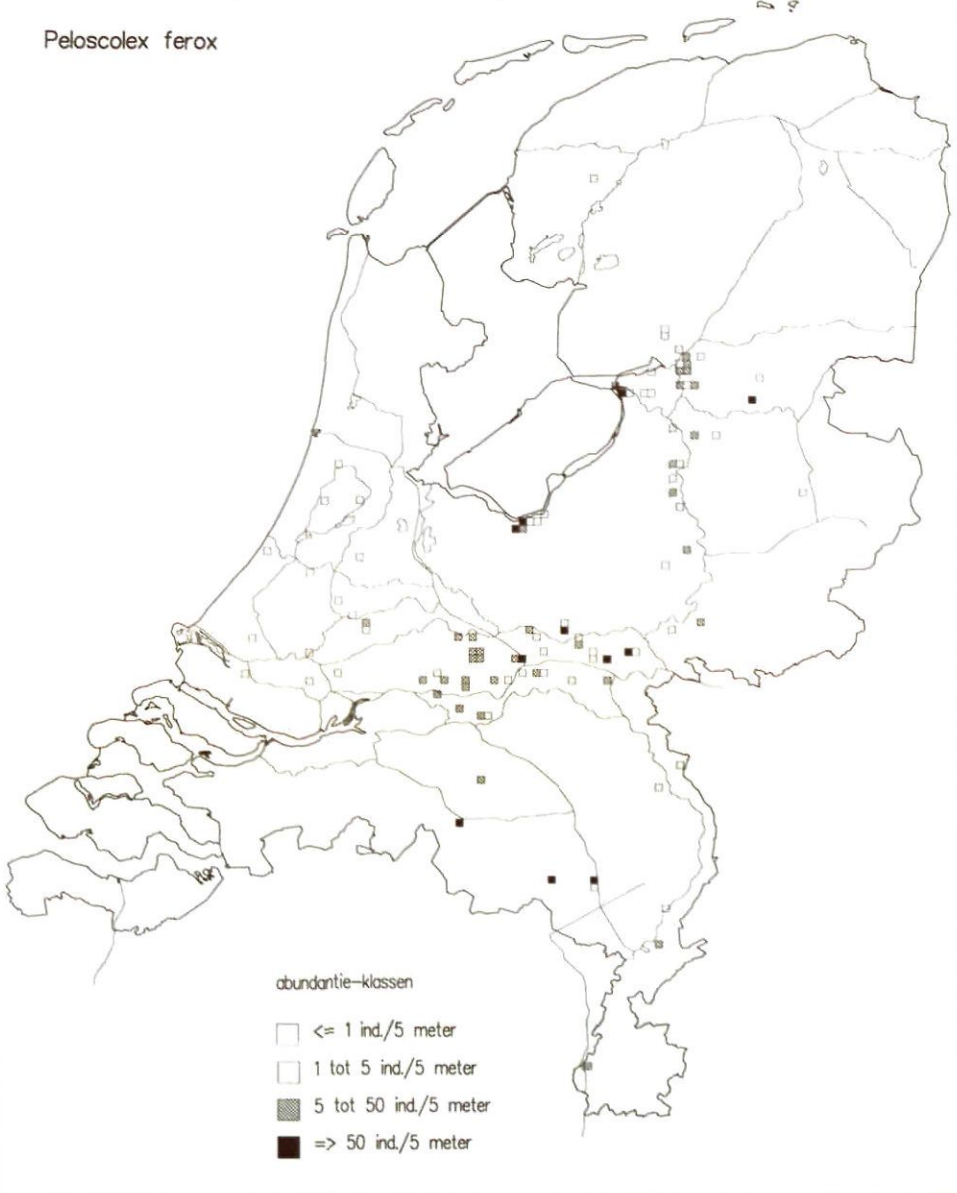 Peloscolex ferox
abundantie-klassen
<= 1 ind./5 meter
1 tot 5 ind./5 meter
5 tot 50 ind./5 meter
=> 50 ind./5 meter